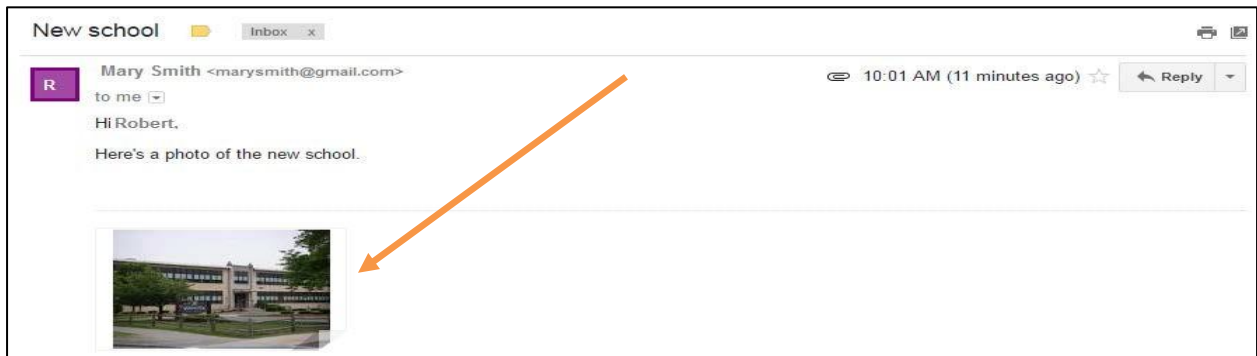 New school
Inbox x
Mary Smith <marysmith@gmail.com>
10:01 AM (11 minutes ago)
Reply
R
to me
Hi Robert,
Here's a photo of the new school.